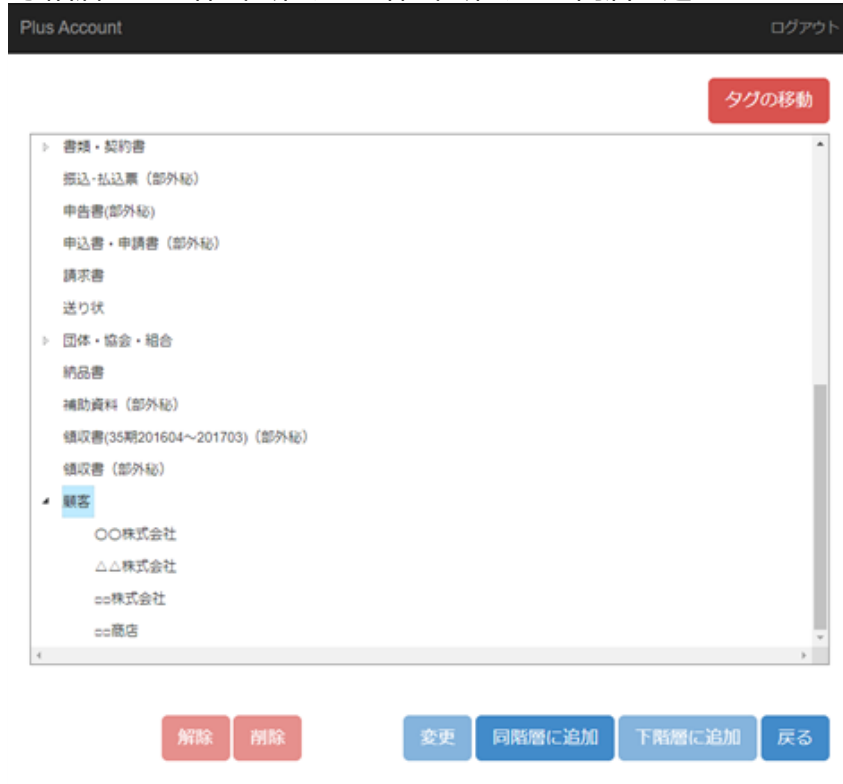 Plus Account
ログアウト
タグの移動
書類・契約書
振込・払込票（部外秘）
申告書(部外秘)
申込書・申請書（部外秘）
請求書
送り状
団体・協会・組合
納品書
補助資料（部外秘）
領収書(35期201604～201703)（部外秘）
領収書（部外秘）
顧客
〇〇株式会社
△△株式会社
▭▭株式会社
▭▭商店
解除 削除 変更 同階層に追加 下階層に追加 戻る